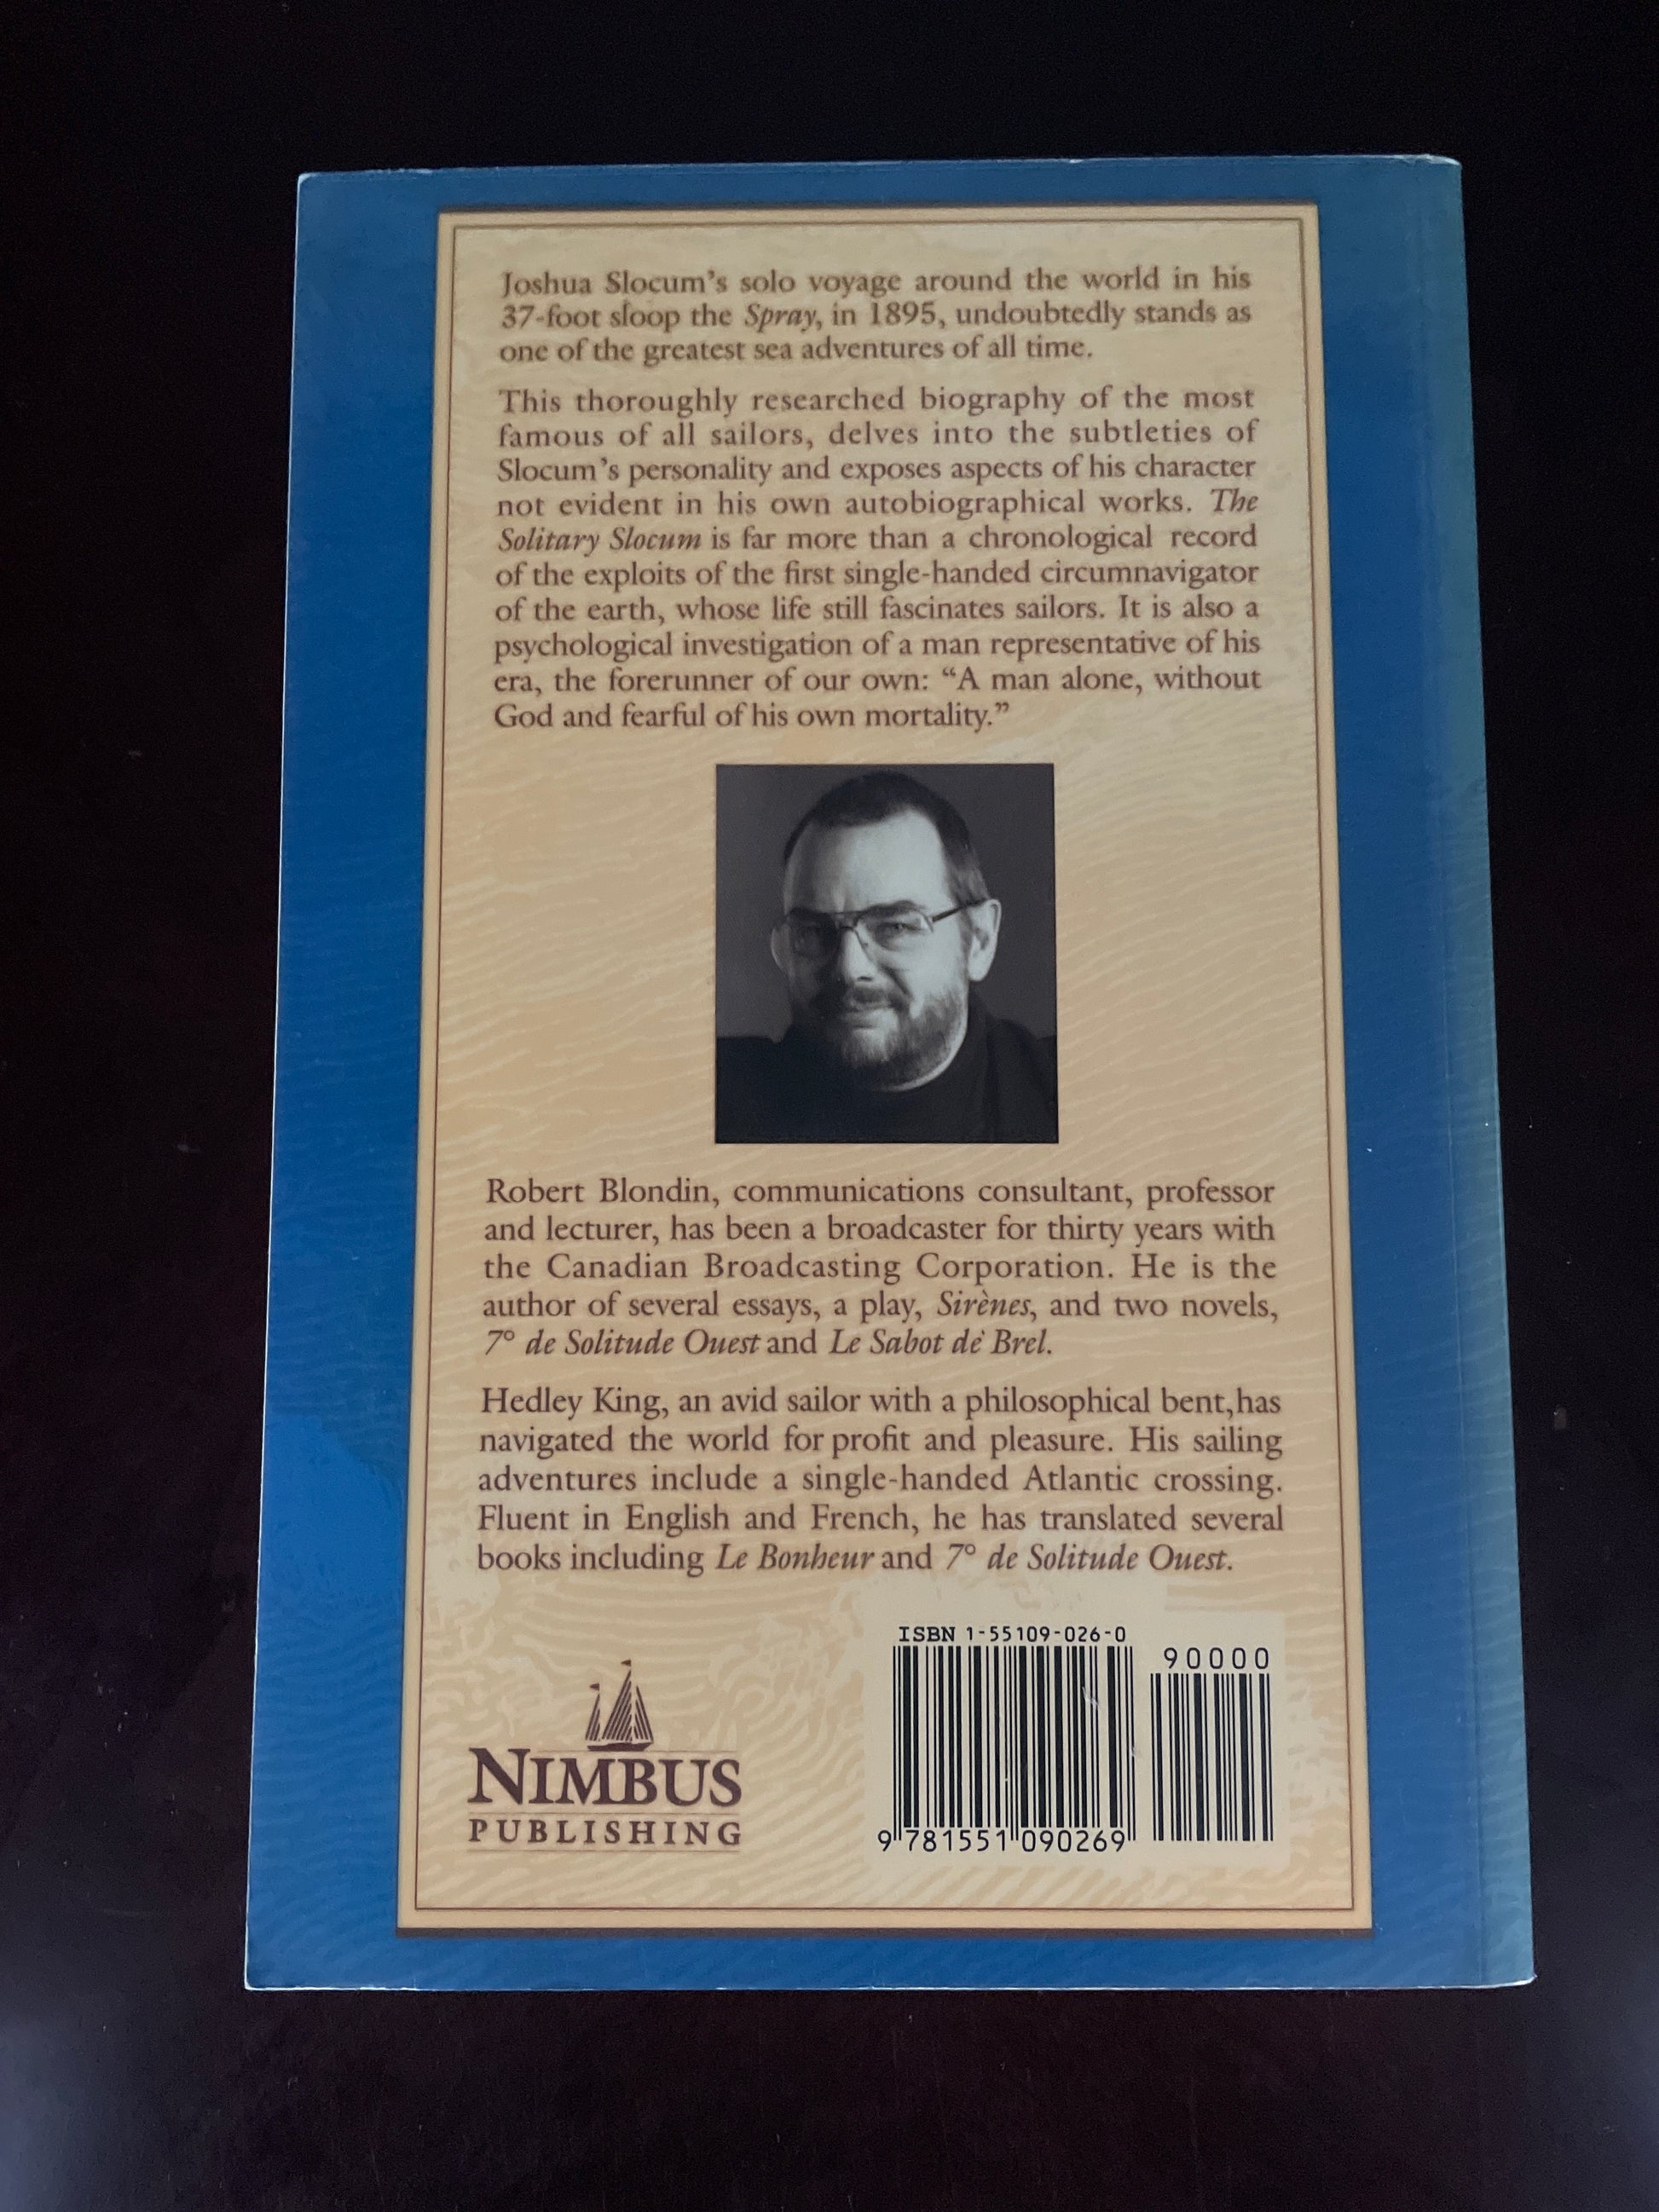 Joshua Slocum's solo voyage around the world in his
37-foot sloop the Spray, in 1895, undoubtedly stands as
one of the greatest sea adventures of all time.
This thoroughly researched biography of the most
famous of all sailors, delves into the subtleties of
Slocum's personality and exposes aspects of his character
not evident in his own autobiographical works. The
Solitary Slocum is far more than a chronological record
of the exploits of the first single-handed circumnavigator
of the earth, whose life still fascinates sailors. It is also a
psychological investigation of a man representative of his
era, the forerunner of our own: “A man alone, without
God and fearful of his own mortality.”
Robert Blondin, communications consultant, professor
and lecturer, has been a broadcaster for thirty years with
the Canadian Broadcasting Corporation. He is the
author of several essays, a play, Sirènes, and two novels,
7° de Solitude Ouest and Le Sabot de Brel.
Hedley King, an avid sailor with a philosophical bent, has
navigated the world for profit and pleasure. His sailing
adventures include a single-handed Atlantic crossing.
Fluent in English and French, he has translated several
books including Le Bonheur and 7° de Solitude Ouest.
ISBN 1-55109-026-0
90000
9 781551 090269
NIMBUS
PUBLISHING